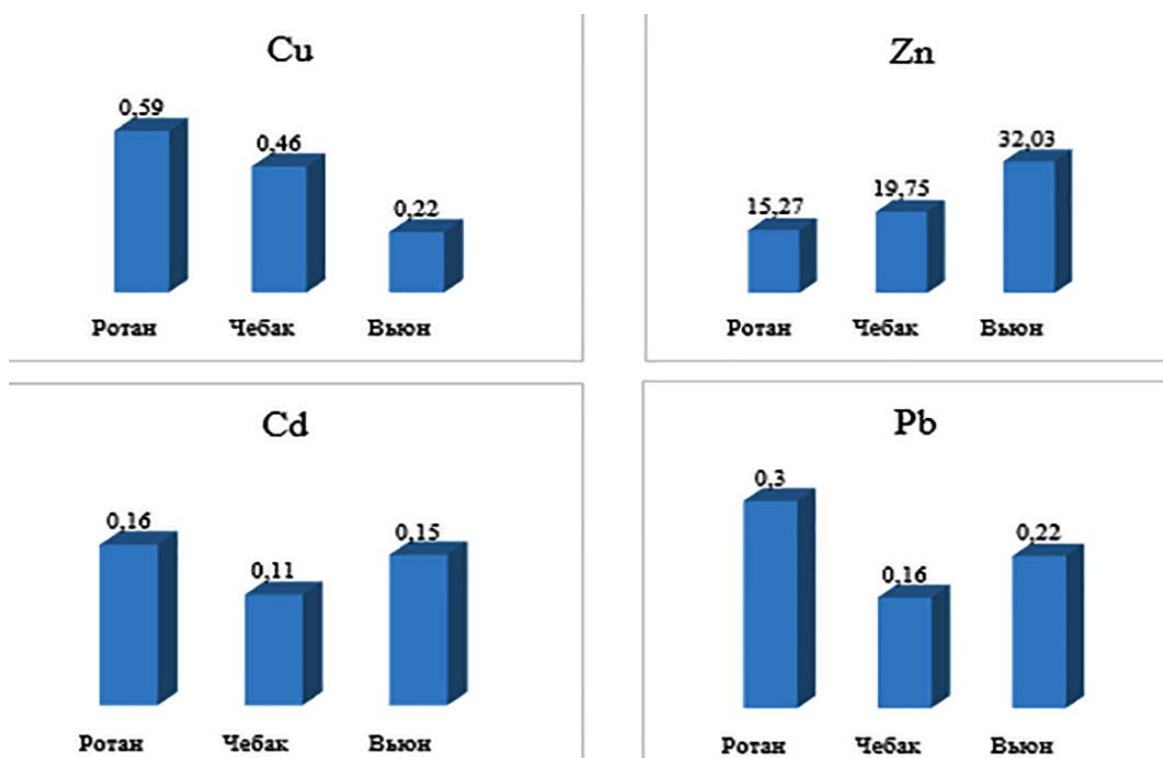 Cu
0,59
0,46
0,22
Ротан Чебак Вьюн
Zn
15,27
19,75
32,03
Ротан Чебак Вьюн
Cd
0,16
0,11
0,15
Ротан Чебак Вьюн
Pb
0,3
0,16
0,22
Ротан Чебак Вьюн